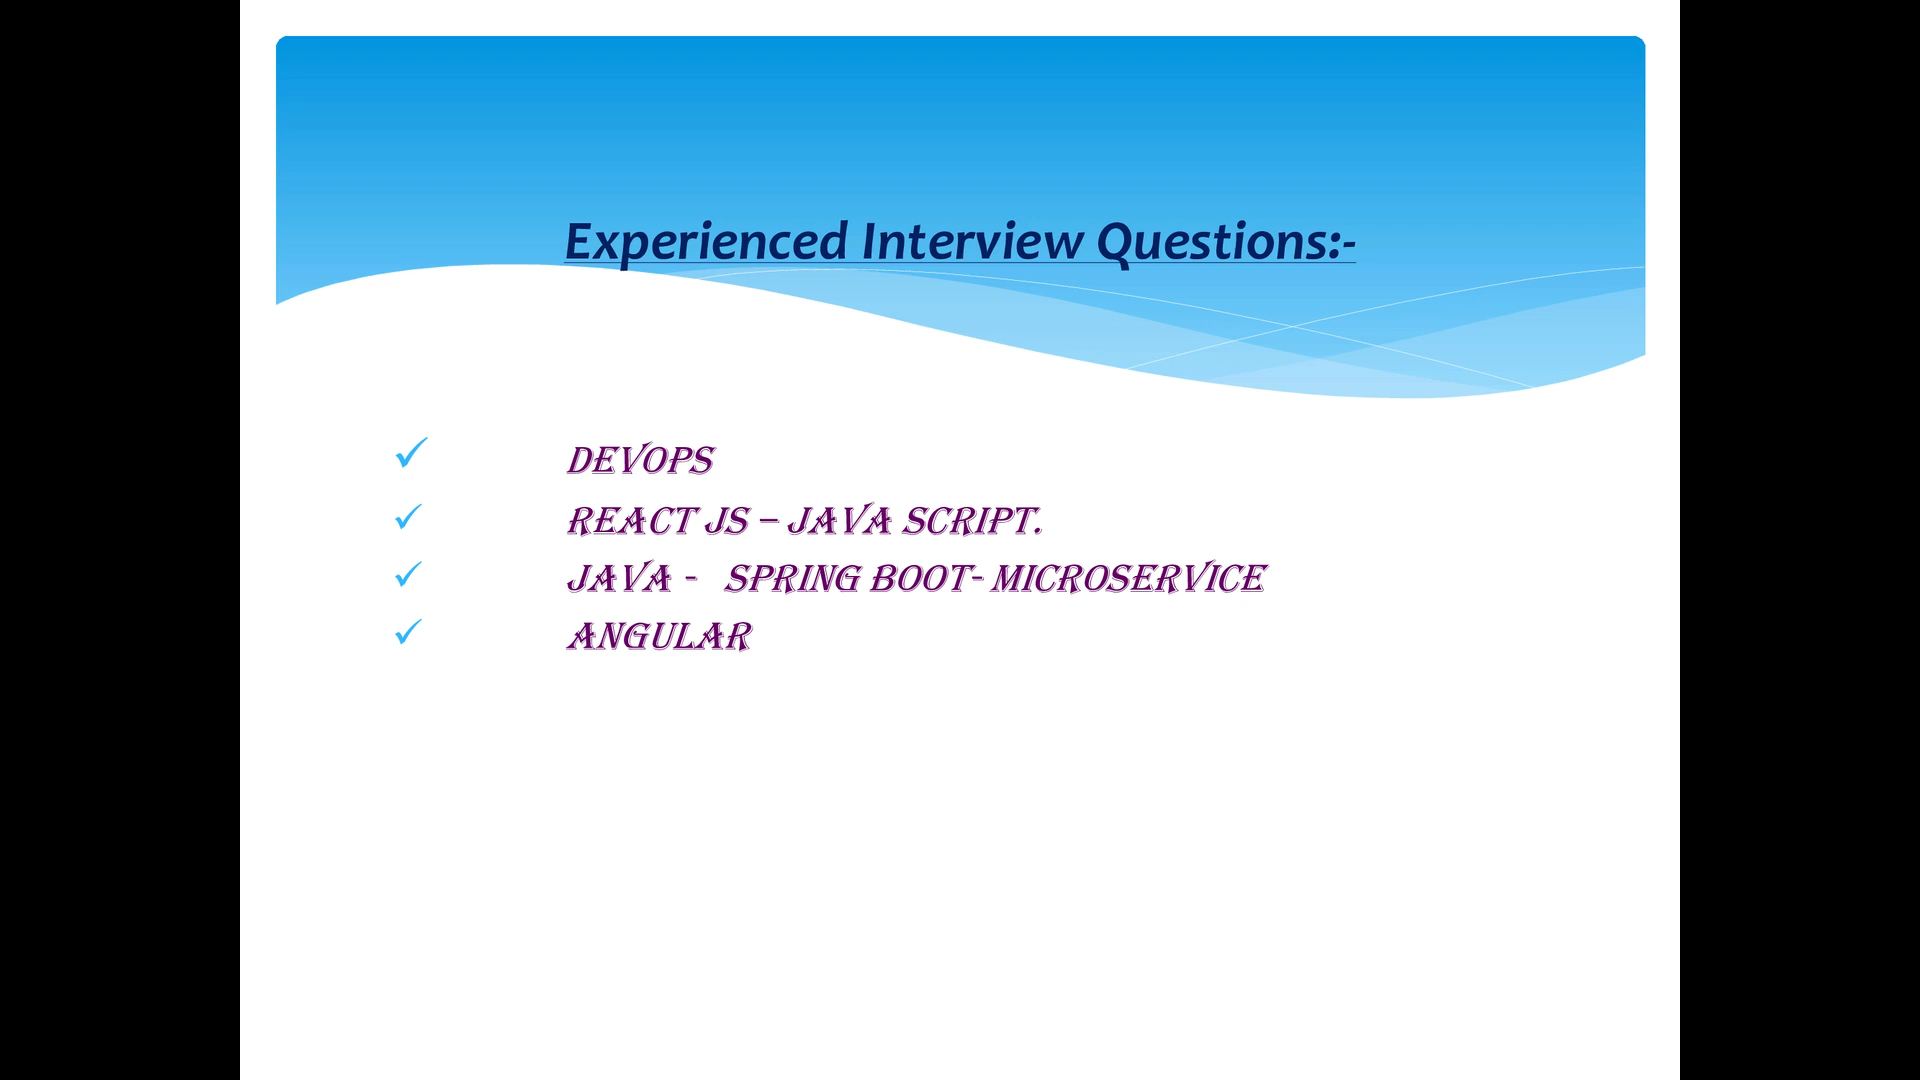 Experienced Interview Questions:-
✓ DEVOPS
✓ REACT JS – JAVA SCRIPT.
✓ JAVA - SPRING BOOT- MICROSERVICE
✓ ANGULAR